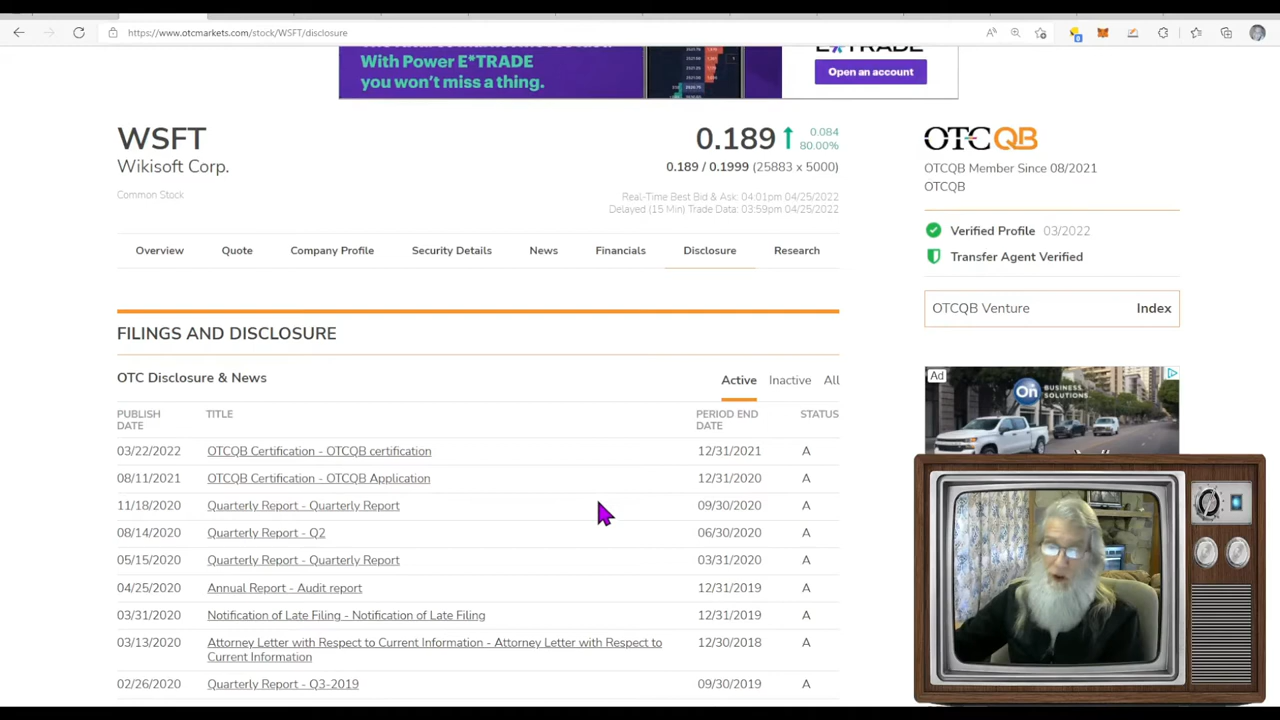 https://www.otcmarkets.com/stock/WSFT/disclosure
With Power E*TRADE
you won't miss a thing.
E*TRADE
Open an account
WSFT
Wikisoft Corp.
Common Stock
0.189 0.084
80.00%
0.189 / 0.1999 (25883 x 5000)
Real-Time Best Bid & Ask: 04:01pm 04/25/2022
Delayed (15 Min) Trade Data: 03:59pm 04/25/2022
OTCQB
OTCQB Member Since 08/2021
OTCQB
Verified Profile 03/2022
Transfer Agent Verified
OTCQB Venture Index
Overview Quote Company Profile Security Details News Financials Disclosure Research
FILINGS AND DISCLOSURE
OTC Disclosure & News
Active Inactive All
PUBLISH DATE TITLE PERIOD END DATE STATUS
03/22/2022 OTCQB Certification - OTCQB certification 12/31/2021 A
08/11/2021 OTCQB Certification - OTCQB Application 12/31/2020 A
11/18/2020 Quarterly Report - Quarterly Report 09/30/2020 A
08/14/2020 Quarterly Report - Q2 06/30/2020 A
05/15/2020 Quarterly Report - Quarterly Report 03/31/2020 A
04/25/2020 Annual Report - Audit report 12/31/2019 A
03/31/2020 Notification of Late Filing - Notification of Late Filing 12/31/2019 A
03/13/2020 Attorney Letter with Respect to Current Information - Attorney Letter with Respect to 12/30/2018 A
Current Information
02/26/2020 Quarterly Report - Q3-2019 09/30/2019 A
Ad
On BUSINESS
SOLUTIONS